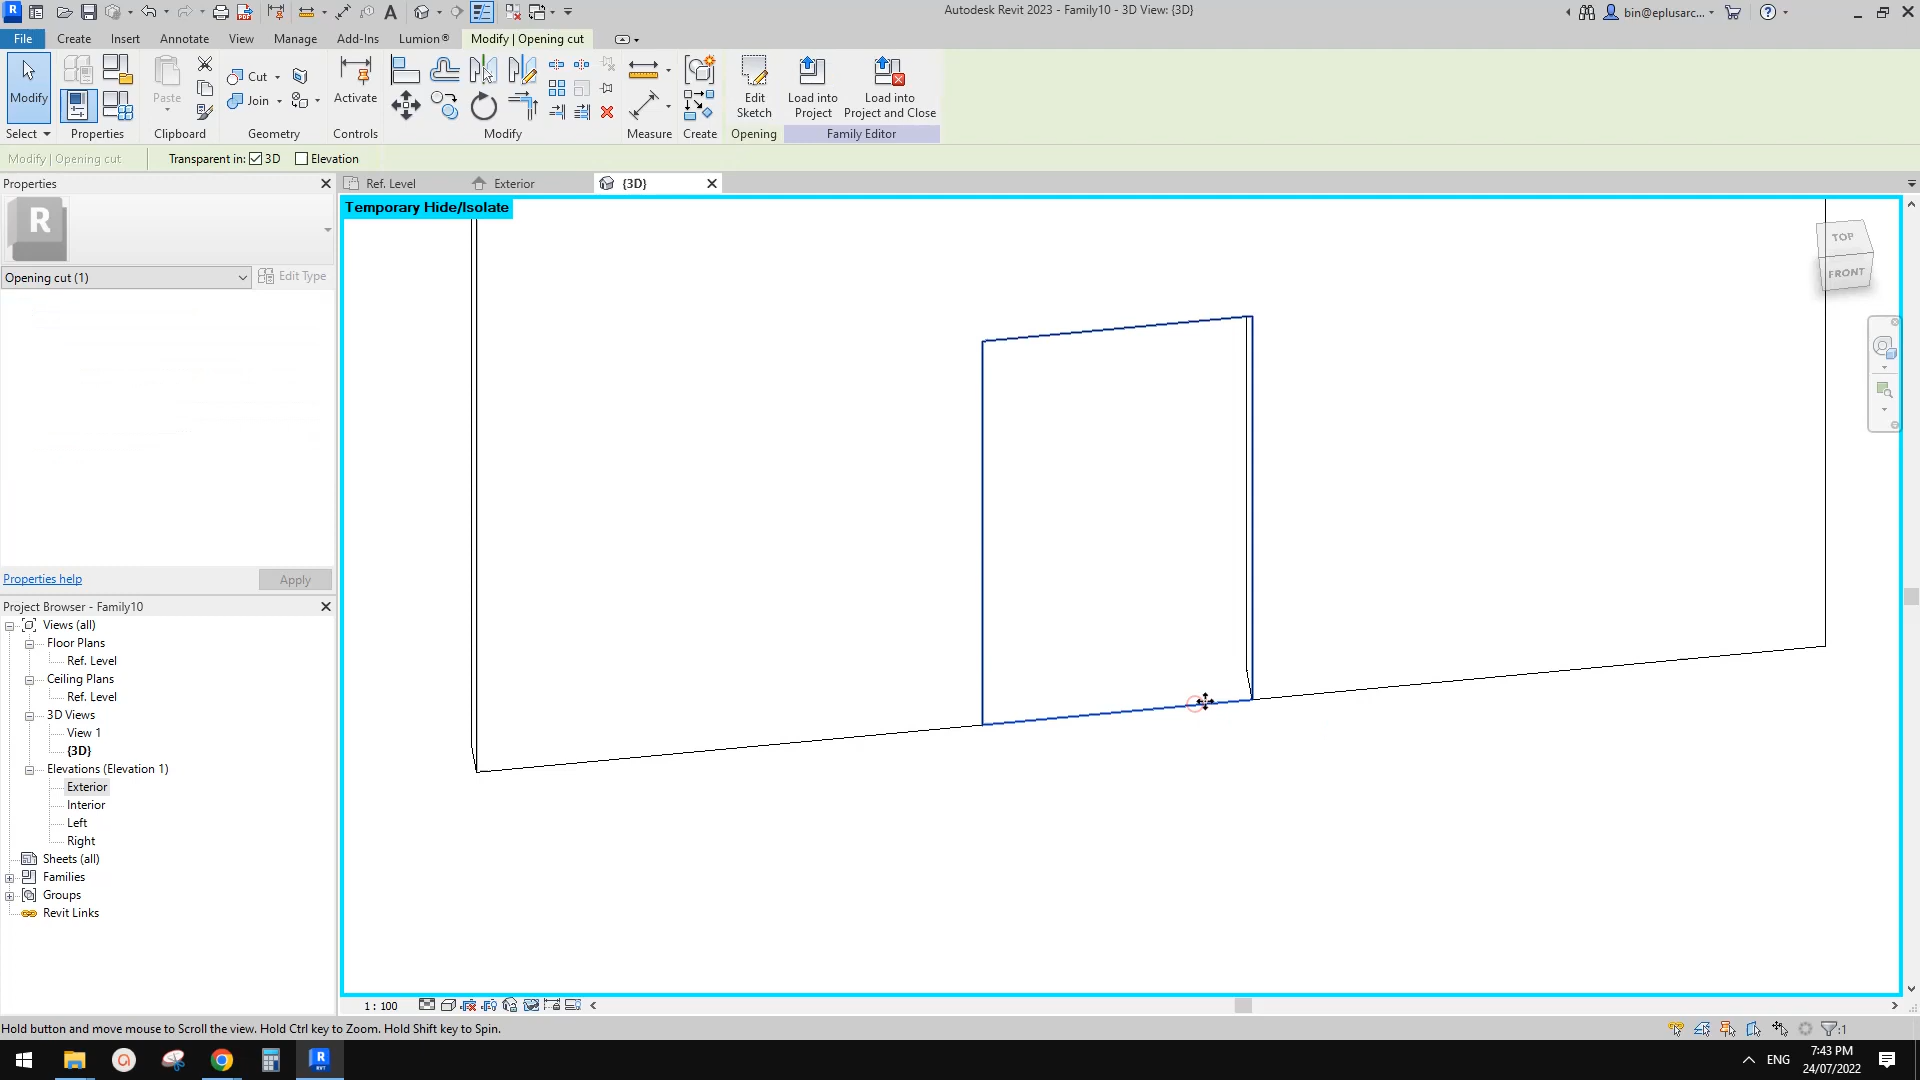 Autodesk Revit 2023 - Family10 - 3D View: {3D}
bin@eplusarc...
File
Create
Insert
Annotate
View
Manage
Add-Ins
Lumion®
Modify | Opening cut
Modify
Paste
Cut
Join
Activate
Edit
Sketch
Load into
Project
Load into
Project and Close
Select
Properties
Clipboard
Geometry
Controls
Modify
Measure
Create
Opening
Family Editor
Modify | Opening cut
Transparent in:
3D
Elevation
Properties
Ref. Level
Exterior
{3D}
Temporary Hide/Isolate
R
TOP
FRONT
Opening cut (1)
Edit Type
Properties help
Apply
Project Browser - Family10
Views (all)
Floor Plans
Ref. Level
Ceiling Plans
Ref. Level
3D Views
View 1
{3D}
Elevations (Elevation 1)
Exterior
Interior
Left
Right
Sheets (all)
Families
Groups
Revit Links
1 : 100
Hold button and move mouse to Scroll the view. Hold Ctrl key to Zoom. Hold Shift key to Spin.
:1
ENG
7:43 PM
24/07/2022